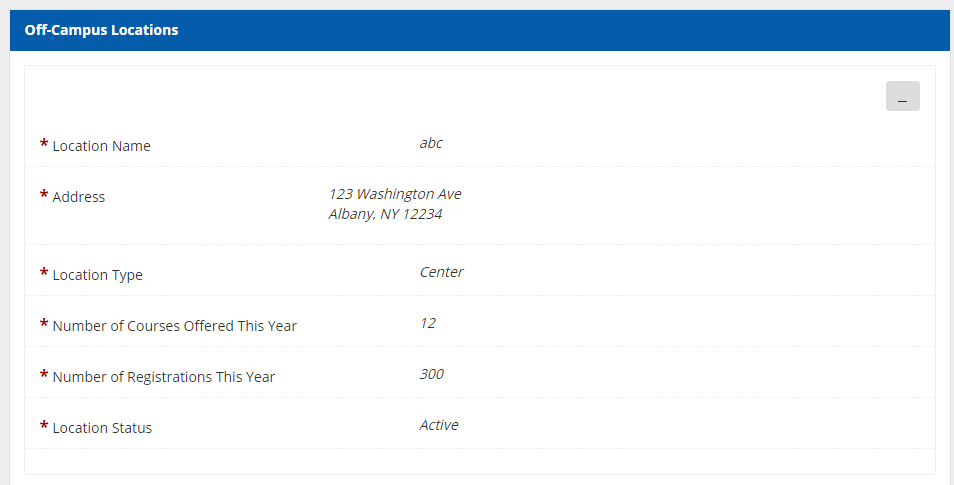 Off-Campus Locations
_
* Location Name abc
* Address 123 Washington Ave
Albany, NY 12234
* Location Type Center
* Number of Courses Offered This Year 12
* Number of Registrations This Year 300
* Location Status Active